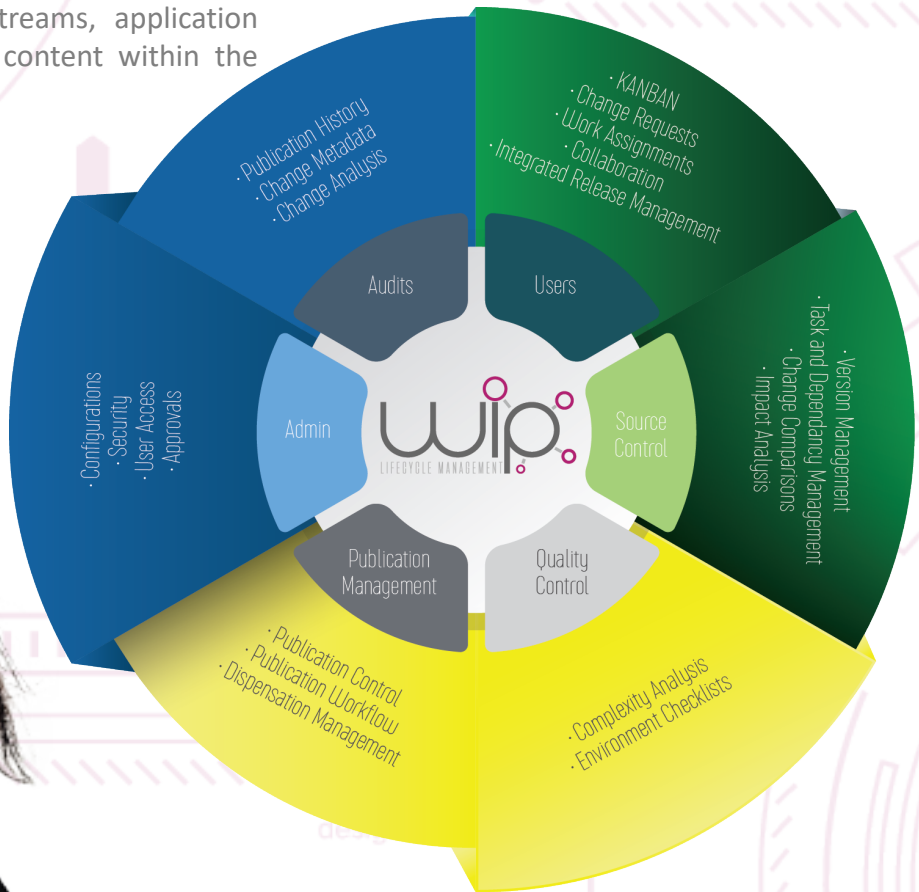 treams, application
content within the
· KANBAN
· Change Requests
· Work Assignments
· Collaboration
· Integrated Release Management
· Publication History
· Change Metadata
· Change Analysis
Audits
Users
· Version Management
· Task and Dependancy Management
· Change Comparisons
· Impact Analysis
· Configurations
· Security
· User Access
· Approvals
Admin
wip
LIFECYCLE MANAGEMENT
Source
Control
Publication
Management
Quality
Control
· Publication Control
· Publication Workflow
· Dispensation Management
· Complexity Analysis
· Environment Checklists
desig